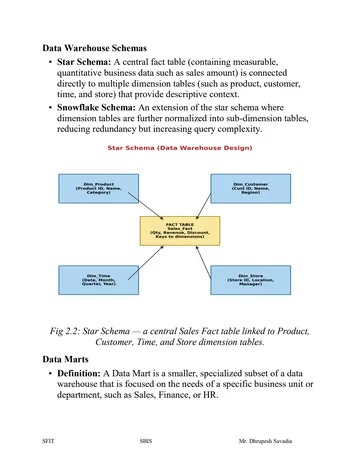 Data Warehouse Schemas
• Star Schema: A central fact table (containing measurable,
quantitative business data such as sales amount) is connected
directly to multiple dimension tables (such as product, customer,
time, and store) that provide descriptive context.
• Snowflake Schema: An extension of the star schema where
dimension tables are further normalized into sub-dimension tables,
reducing redundancy but increasing query complexity.
Star Schema (Data Warehouse Design)
Dim_Product
(Product ID, Name,
Category)
Dim_Customer
(Cust ID, Name,
Region)
FACT TABLE
Sales_Fact
(Qty, Revenue, Discount,
Keys to dimensions)
Dim_Time
(Date, Month,
Quarter, Year)
Dim_Store
(Store ID, Location,
Manager)
Fig 2.2: Star Schema — a central Sales Fact table linked to Product,
Customer, Time, and Store dimension tables.
Data Marts
• Definition: A Data Mart is a smaller, specialized subset of a data
warehouse that is focused on the needs of a specific business unit or
department, such as Sales, Finance, or HR.
SFIT SBIS Mr. Dhrupesh Savadia